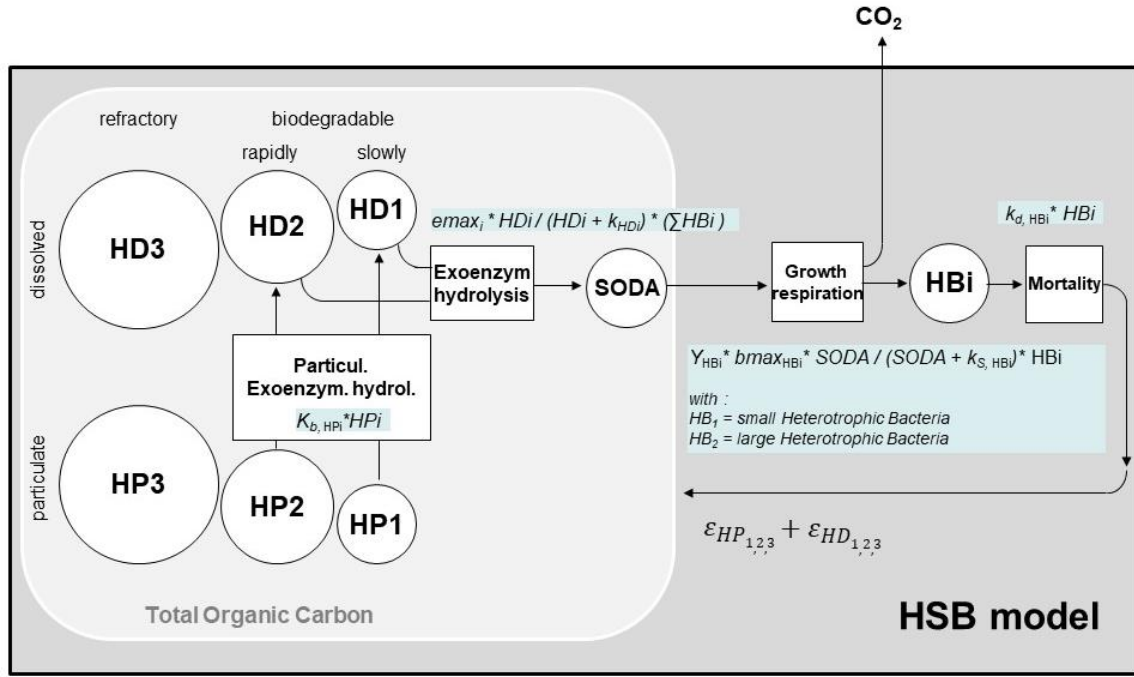 CO2
refractory
biodegradable
rapidly
slowly
dissolved
HD3
HD2
HD1
emax_i * HDi / (HDi + k_HDi) * (∑HBi )
k_d, HBi * HBi
Exoenzym
hydrolysis
SODA
Growth
respiration
HBi
Mortality
Particul.
Exoenzym. hydrol.
K_b, HPi*HPi
Y_HBi* bmax_HBi* SODA / (SODA + k_S, HBi)* HBi
with :
HB1 = small Heterotrophic Bacteria
HB2 = large Heterotrophic Bacteria
particulate
HP3
HP2
HP1
ε_HP1,2,3 + ε_HD1,2,3
Total Organic Carbon
HSB model